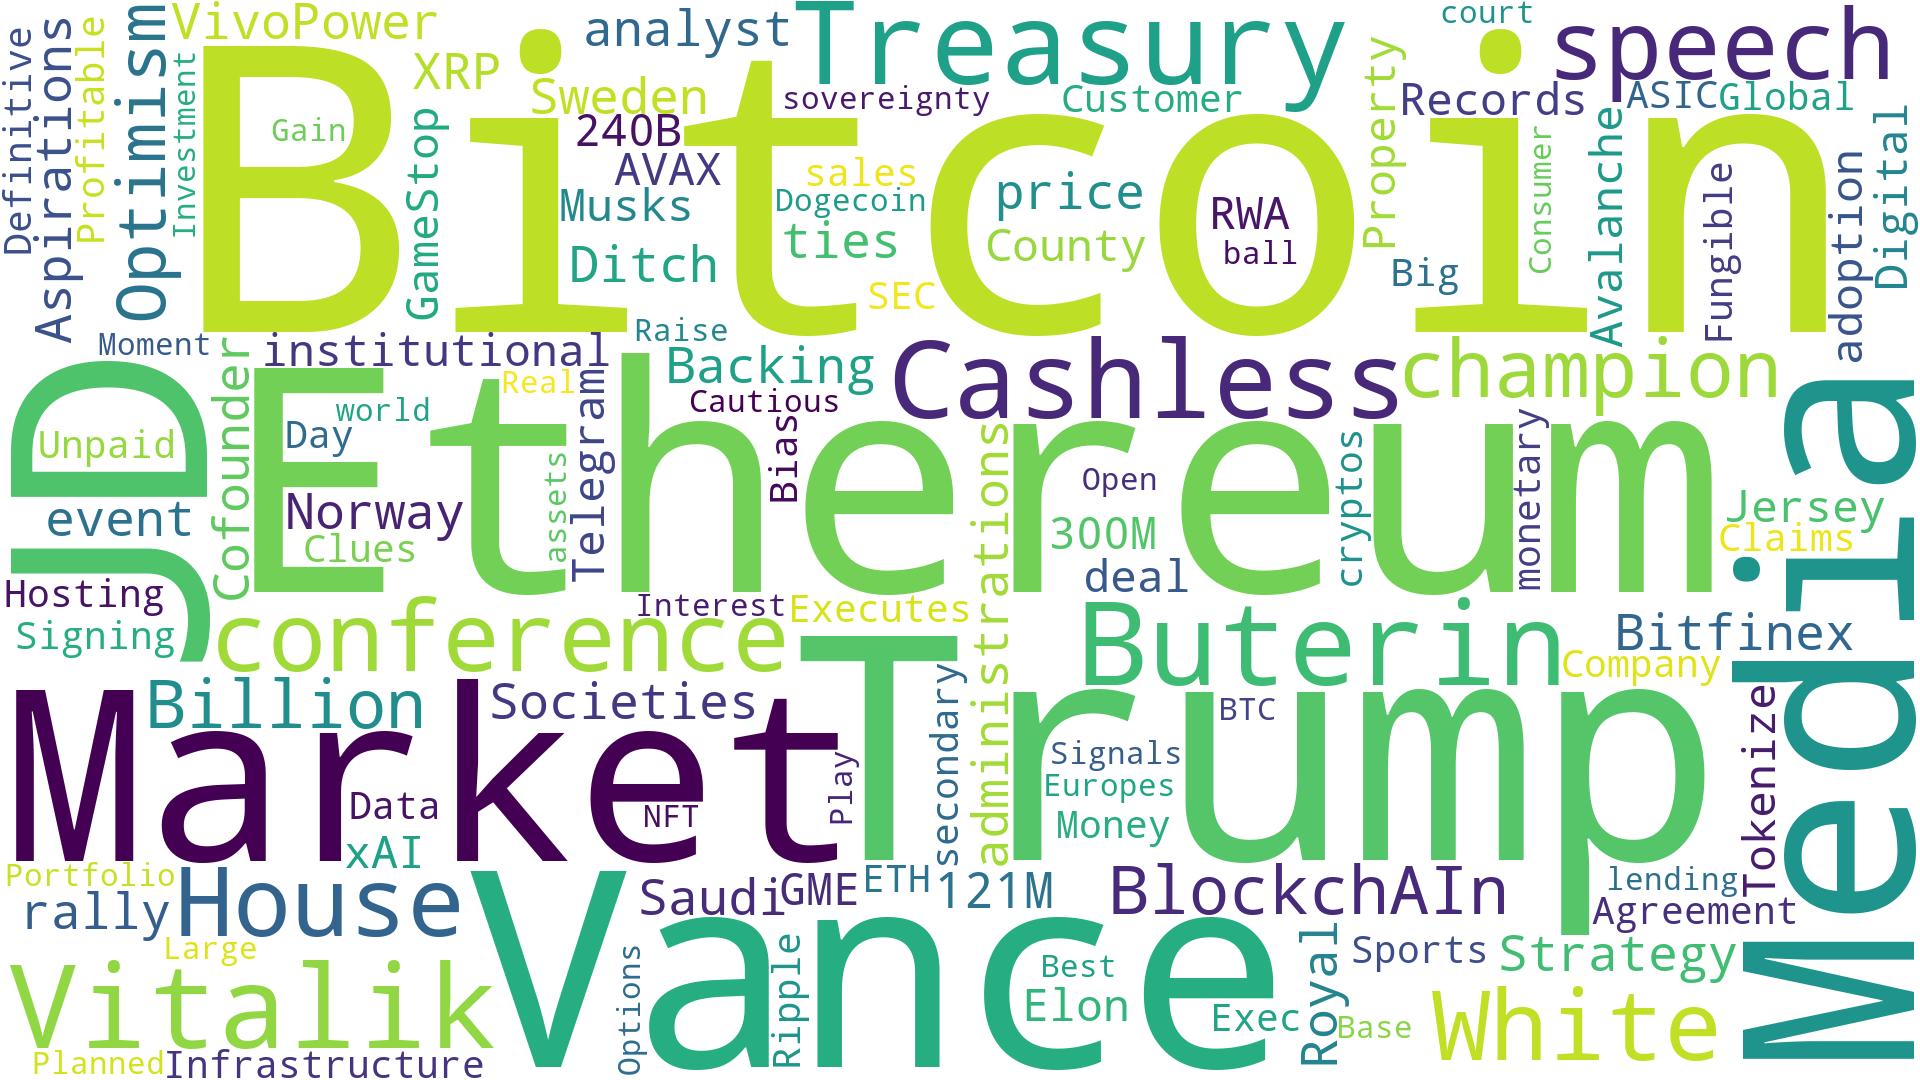 VivoPower
analyst
Treasury
court
speech
Definitive
Aspirations
Profitable
Optimism
Investment
Bitcoin
Gain
XRP
GameStop
Sweden
240B
AVAX
Musks
Ditch
sovereignty
sales
Dogecoin
ties
SEC
Customer
price
County
RWA
ball
Property
Records
Big
ASIC
Global
Consumer
Avalanche
Fungible
adoption
Digital
Moment
institutional
Raise
Backing
Cashless
champion
JD
Unpaid
event
Cofounder
Ethereum
Real
world
Day
Norway
Clues
assets
Telegram
Cautious
Bias
administrations
Open
300M
deal
cryptos
monetary
Jersey
Claims
Media
Hosting
Signing
conference
Interest
Executes
Buterin
Bitfinex
Company
Billion
Societies
Market
Data
xAI
NFT
Play
Trump
secondary
BTC
Signals
Europes
Money
Tokenize
Portfolio
rally
House
Large
Saudi
GME
ETH
121M
BlockchAIn
lending
Agreement
Vitalik
Vance
Options
Ripple
Best
Elon
Exec
Royal
Sports
Strategy
Base
White
Planned
Infrastructure